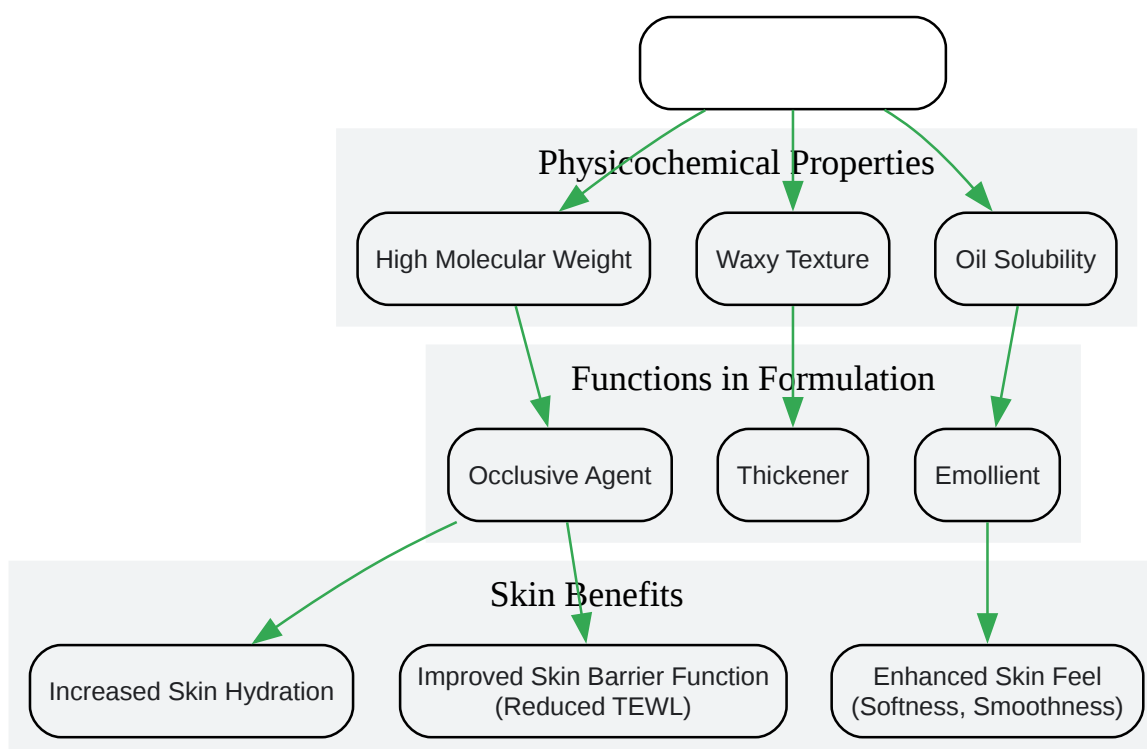 Physicochemical Properties
High Molecular Weight
Waxy Texture
Oil Solubility
Functions in Formulation
Occlusive Agent
Thickener
Emollient
Skin Benefits
Increased Skin Hydration
Improved Skin Barrier Function
(Reduced TEWL)
Enhanced Skin Feel
(Softness, Smoothness)